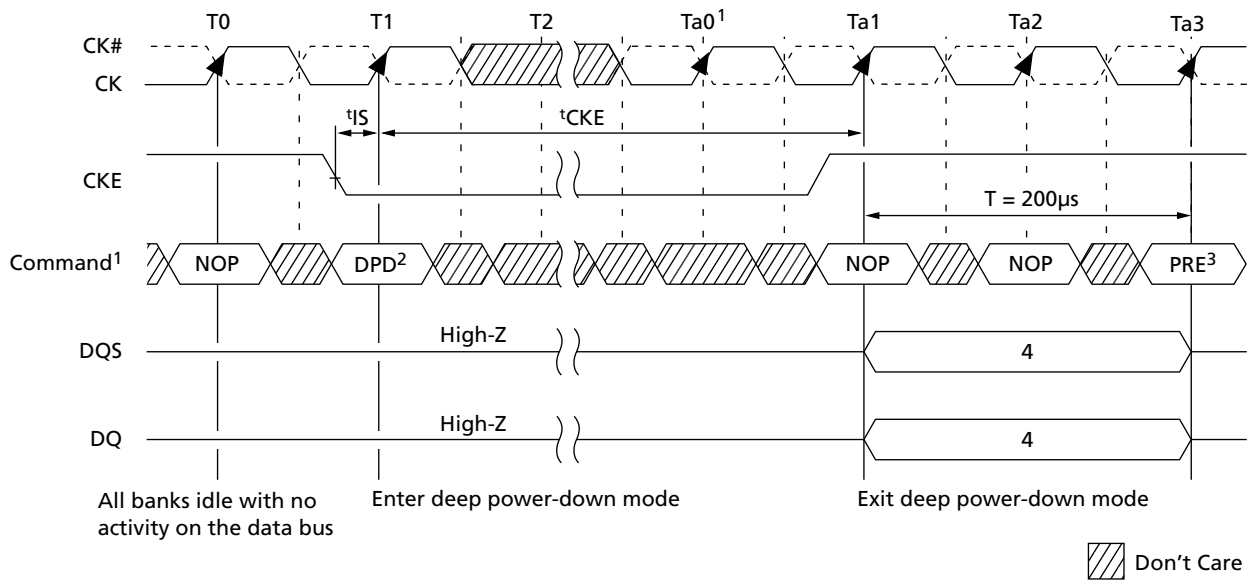 T0 T1 T2 Ta0¹ Ta1 Ta2 Ta3
CK#
CK
tIS tCKE
CKE
T = 200µs
Command¹ NOP DPD² NOP NOP PRE³
High-Z
DQS 4
High-Z
DQ 4
All banks idle with no
activity on the data bus
Enter deep power-down mode
Exit deep power-down mode
Don't Care